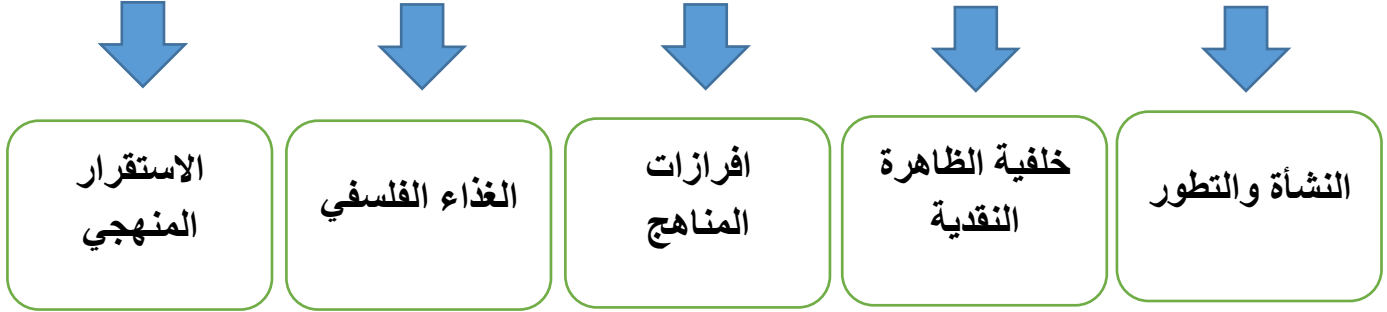 النشأة والتطور
خلفية الظاهرة
النقدية
افرازات
المناهج
الغذاء الفلسفي
الاستقرار
المنهجي